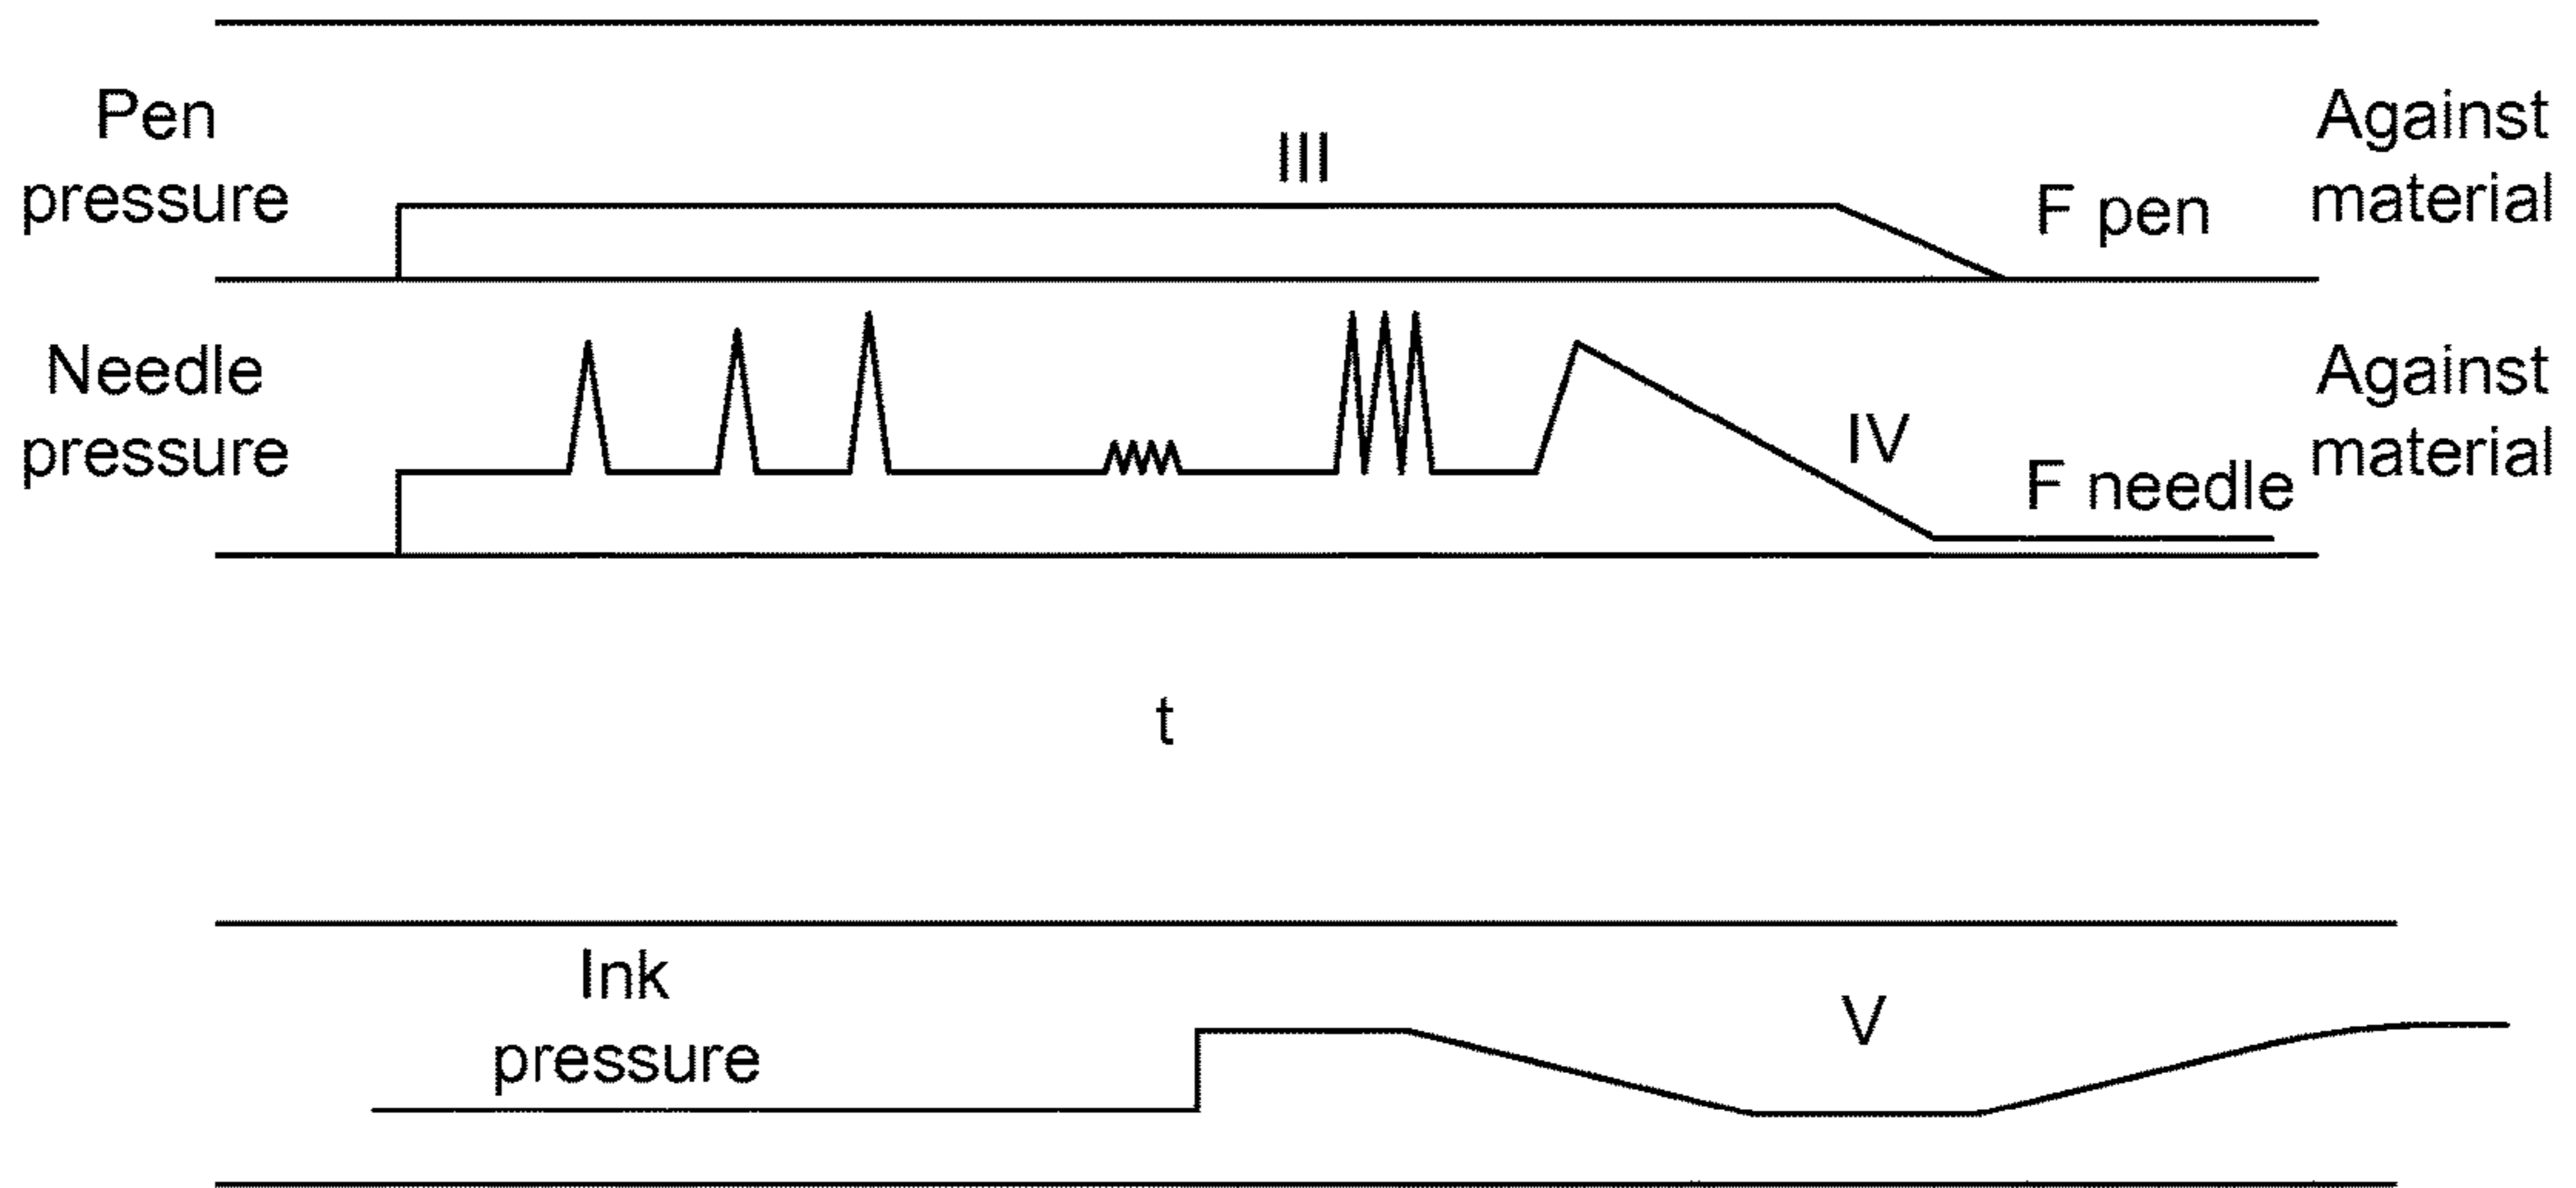 Pen
pressure
III
F pen
Against
material
Needle
pressure
IV
F needle
Against
material
t
Ink
pressure
V